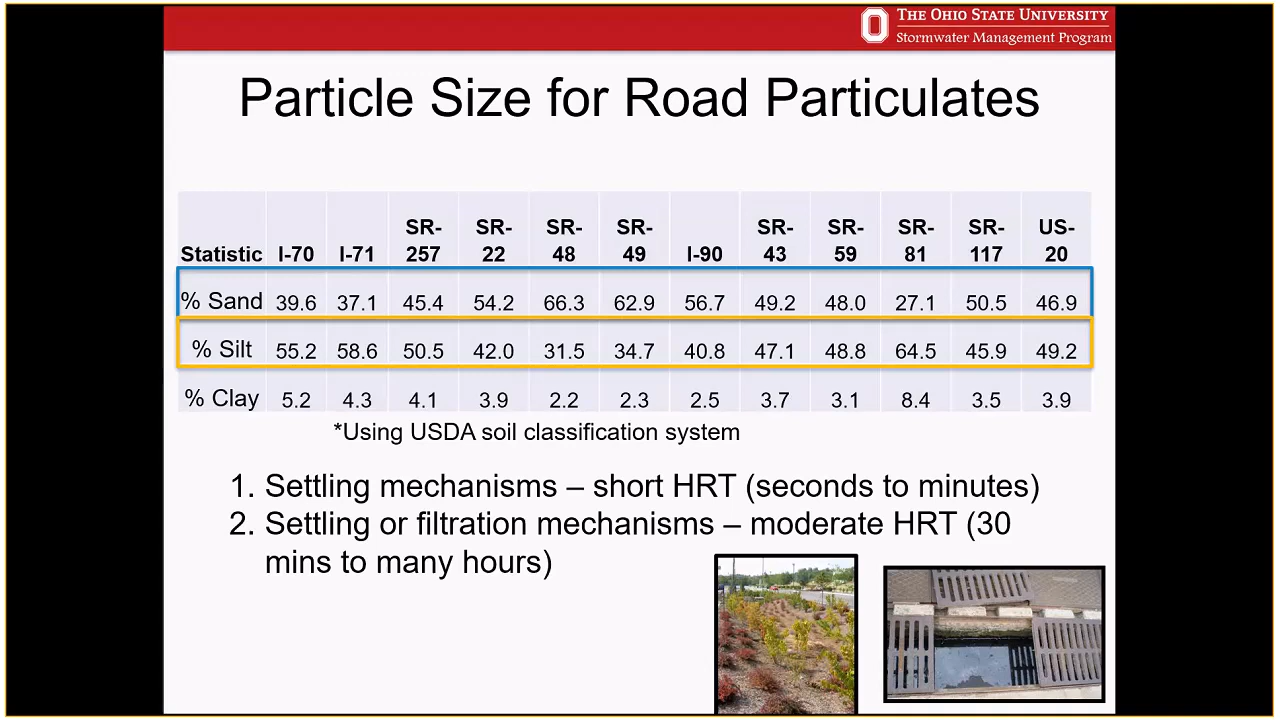 THE OHIO STATE UNIVERSITY
Stormwater Management Program
Particle Size for Road Particulates
Statistic I-70 I-71 SR-257 SR-22 SR-48 SR-49 I-90 SR-43 SR-59 SR-81 SR-117 US-20
% Sand 39.6 37.1 45.4 54.2 66.3 62.9 56.7 49.2 48.0 27.1 50.5 46.9
% Silt 55.2 58.6 50.5 42.0 31.5 34.7 40.8 47.1 48.8 64.5 45.9 49.2
% Clay 5.2 4.3 4.1 3.9 2.2 2.3 2.5 3.7 3.1 8.4 3.5 3.9
*Using USDA soil classification system
1. Settling mechanisms – short HRT (seconds to minutes)
2. Settling or filtration mechanisms – moderate HRT (30
mins to many hours)